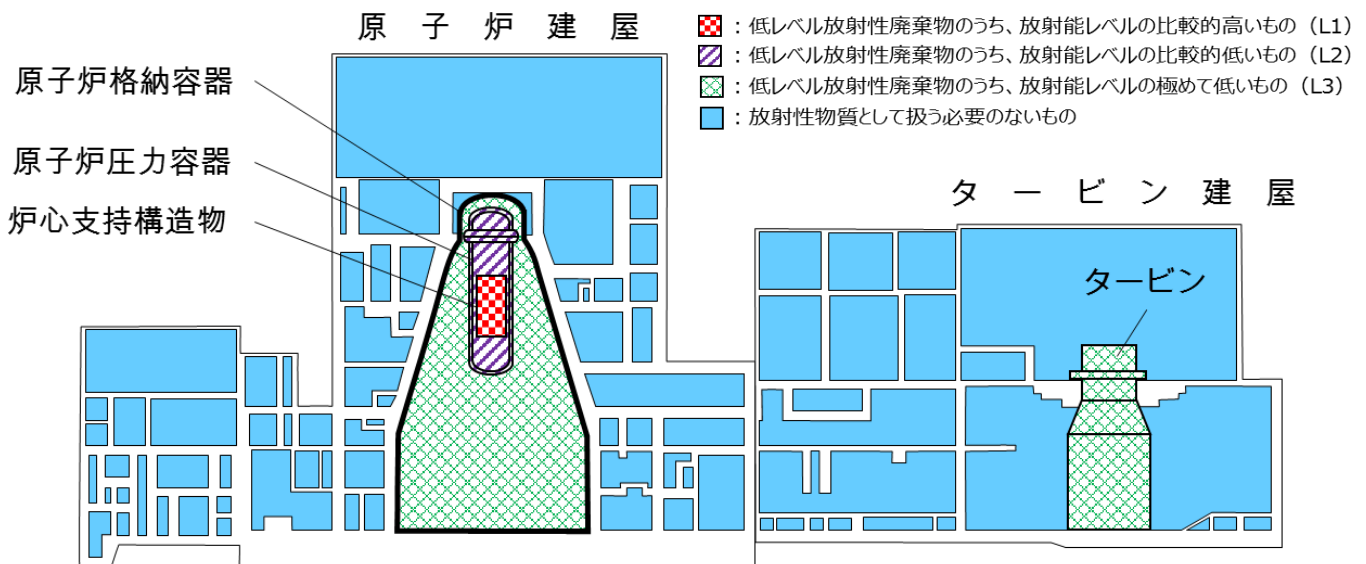 原子炉建屋
：低レベル放射性廃棄物のうち、放射能レベルの比較的高いもの（L1）
：低レベル放射性廃棄物のうち、放射能レベルの比較的低いもの（L2）
：低レベル放射性廃棄物のうち、放射能レベルの極めて低いもの（L3）
：放射性物質として扱う必要のないもの
原子炉格納容器
原子炉圧力容器
炉心支持構造物
タービン建屋
タービン